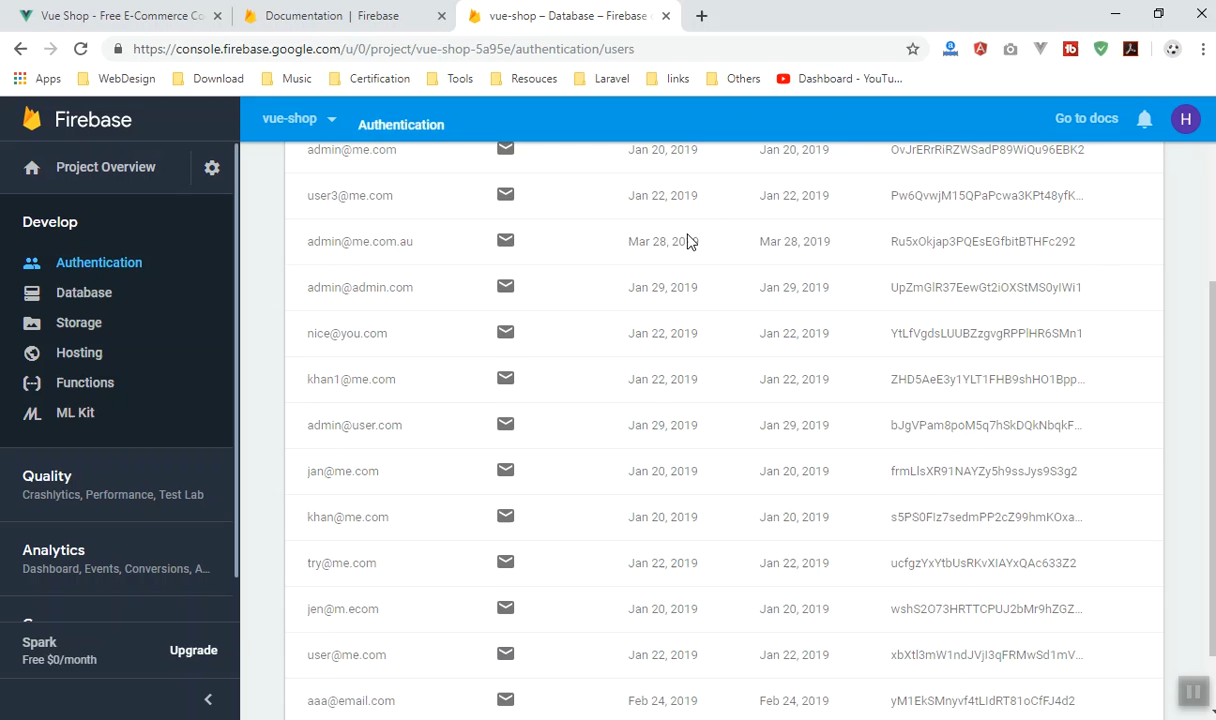 Vue Shop - Free E-Commerce Co
Documentation | Firebase
vue-shop – Database – Firebase
https://console.firebase.google.com/u/0/project/vue-shop-5a95e/authentication/users
Apps WebDesign Download Music Certification Tools Resouces Laravel links Others Dashboard - YouTu...
Firebase
vue-shop Authentication Go to docs H
Project Overview
Develop
Authentication
Database
Storage
Hosting
Functions
ML Kit
Quality
Crashlytics, Performance, Test Lab
Analytics
Dashboard, Events, Conversions, A...
Spark
Free $0/month
Upgrade
admin@me.com Jan 20, 2019 Jan 20, 2019 OvJrERrRiRZWSadP89WiQu96EBK2
user3@me.com Jan 22, 2019 Jan 22, 2019 Pw6QvwjM15QPaPcwa3KPt48yfK...
admin@me.com.au Mar 28, 2019 Mar 28, 2019 Ru5xOkjap3PQEsEGfbitBTHFc292
admin@admin.com Jan 29, 2019 Jan 29, 2019 UpZmGlR37EewGt2iOXStMS0yIWi1
nice@you.com Jan 22, 2019 Jan 22, 2019 YtLfVgdsLUUBZzgvgRPPlHR6SMn1
khan1@me.com Jan 22, 2019 Jan 22, 2019 ZHD5AeE3y1YLT1FHB9shHO1Bpp...
admin@user.com Jan 29, 2019 Jan 29, 2019 bJgVPam8poM5q7hSkDQkNbqkF...
jan@me.com Jan 20, 2019 Jan 20, 2019 frmLlsXR91NAYZy5h9ssJys9S3g2
khan@me.com Jan 20, 2019 Jan 20, 2019 s5PS0FIz7sedmPP2cZ99hmKOxa...
try@me.com Jan 22, 2019 Jan 22, 2019 ucfgzYxYtbUsRKvXIAYxQAc633Z2
jen@m.ecom Jan 20, 2019 Jan 20, 2019 wshS2O73HRTTCPUJ2bMr9hZGZ...
user@me.com Jan 22, 2019 Jan 22, 2019 xbXtl3mW1ndJVjI3qFRMwSd1mV...
aaa@email.com Feb 24, 2019 Feb 24, 2019 yM1EkSMnyvf4tLIdRT81oCfFJ4d2